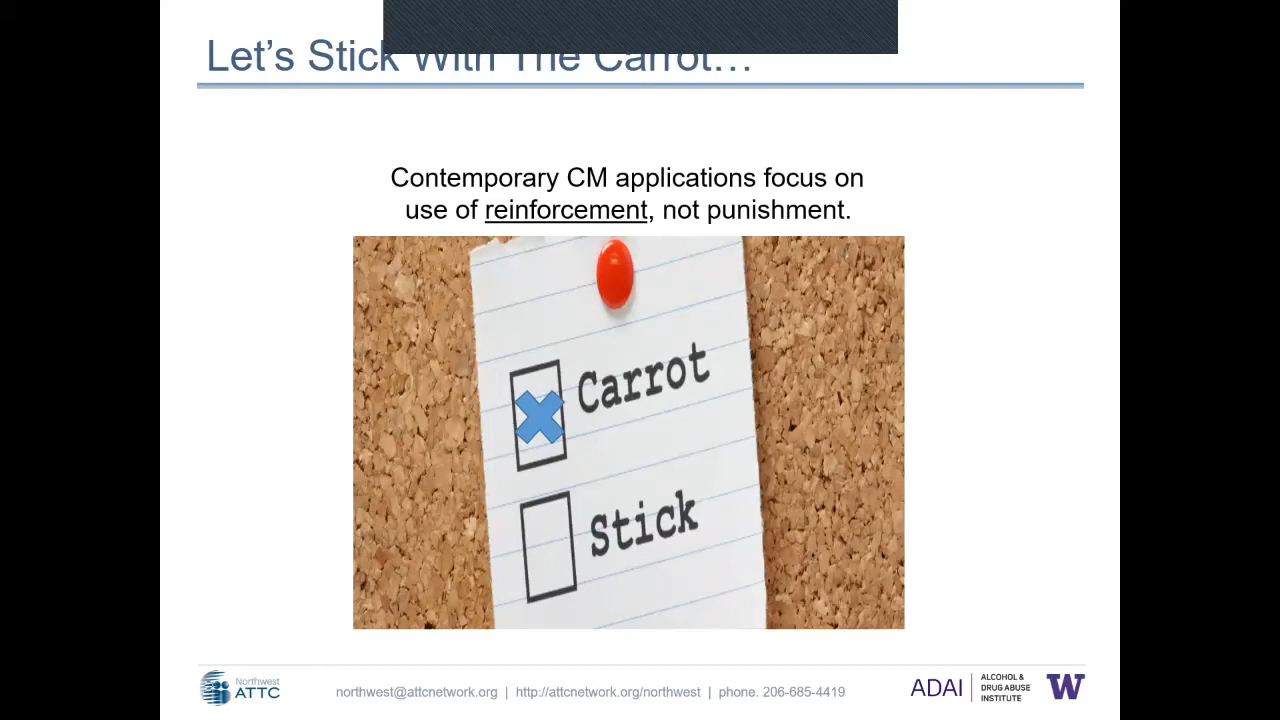 Let's Stick With The Carrot...
Contemporary CM applications focus on
use of reinforcement, not punishment.
Carrot
Stick
Northwest
ATTC
northwest@attcnetwork.org | http://attcnetwork.org/northwest | phone. 206-685-4419
ADAI
ALCOHOL &
DRUG ABUSE
INSTITUTE
W